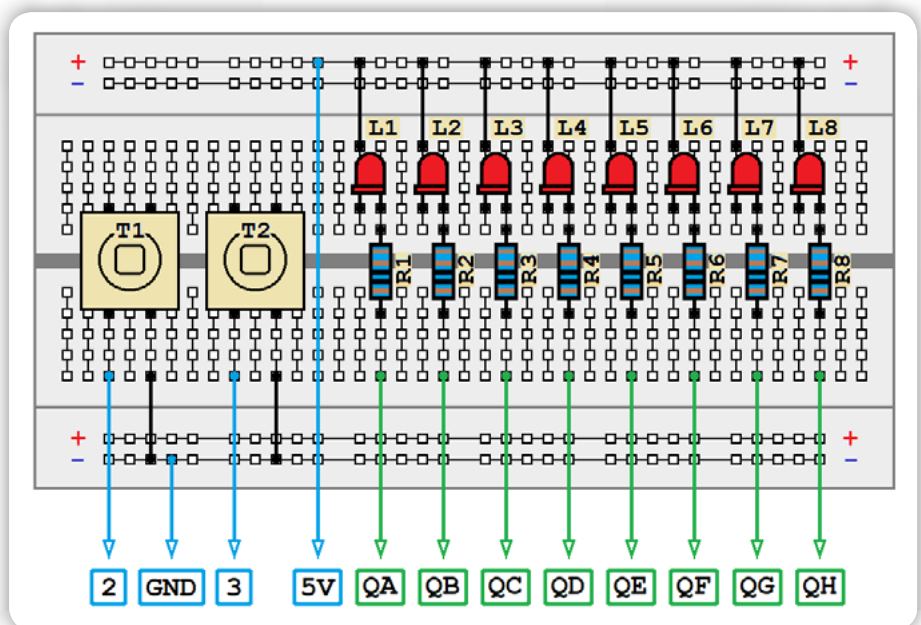 + +
− −
L1 L2 L3 L4 L5 L6 L7 L8
T1 T2
R1 R2 R3 R4 R5 R6 R7 R8
+ +
− −
2 GND 3 5V QA QB QC QD QE QF QG QH